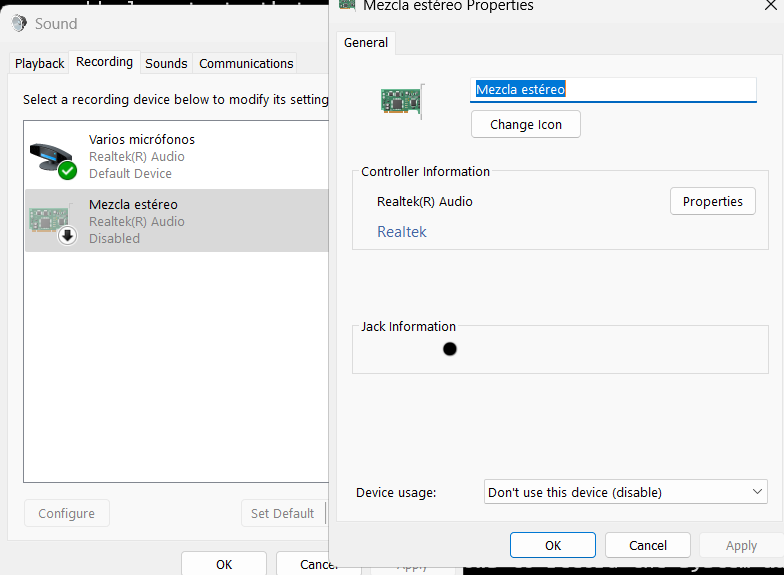 Sound
Playback
Recording
Sounds
Communications
Select a recording device below to modify its setting
Varios micrófonos
Realtek(R) Audio
Default Device
Mezcla estéreo
Realtek(R) Audio
Disabled
Configure
Set Default
OK
Cance
Apply
Mezcla estéreo Properties
General
Mezcla estéreo
Change Icon
Controller Information
Realtek(R) Audio
Properties
Realtek
Jack Information
Device usage:
Don't use this device (disable)
OK
Cancel
Apply